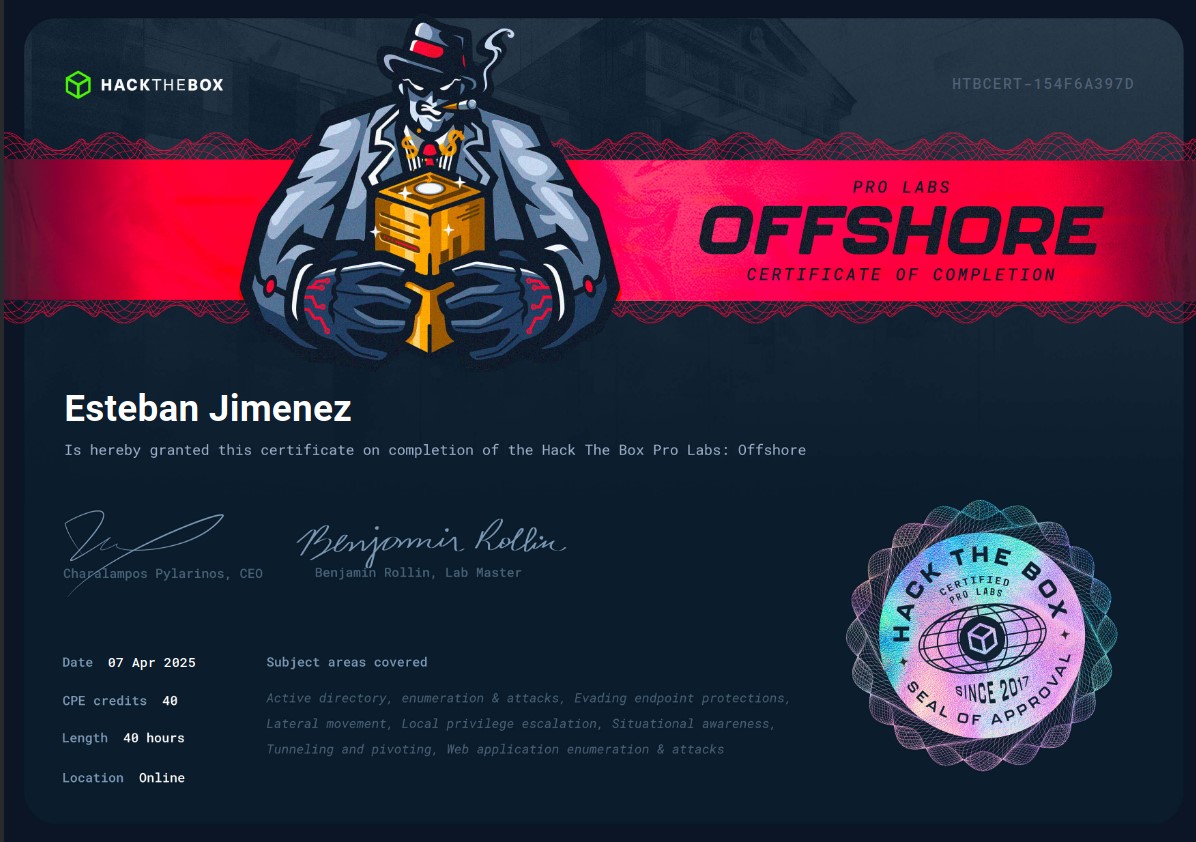 HACKTHEBOX
HTBCERT-154F6A397D
PRO LABS
OFFSHORE
CERTIFICATE OF COMPLETION
Esteban Jimenez
Is hereby granted this certificate on completion of the Hack The Box Pro Labs: Offshore
Benjamin Rollin
Charalampos Pylarinos, CEO
Benjamin Rollin, Lab Master
HACK THE BOX
CERTIFIED
PRO LABS
SINCE 2017
SEAL OF APPROVAL
Date 07 Apr 2025
CPE credits 40
Length 40 hours
Location Online
Subject areas covered
Active directory, enumeration & attacks, Evading endpoint protections,
Lateral movement, Local privilege escalation, Situational awareness,
Tunneling and pivoting, Web application enumeration & attacks